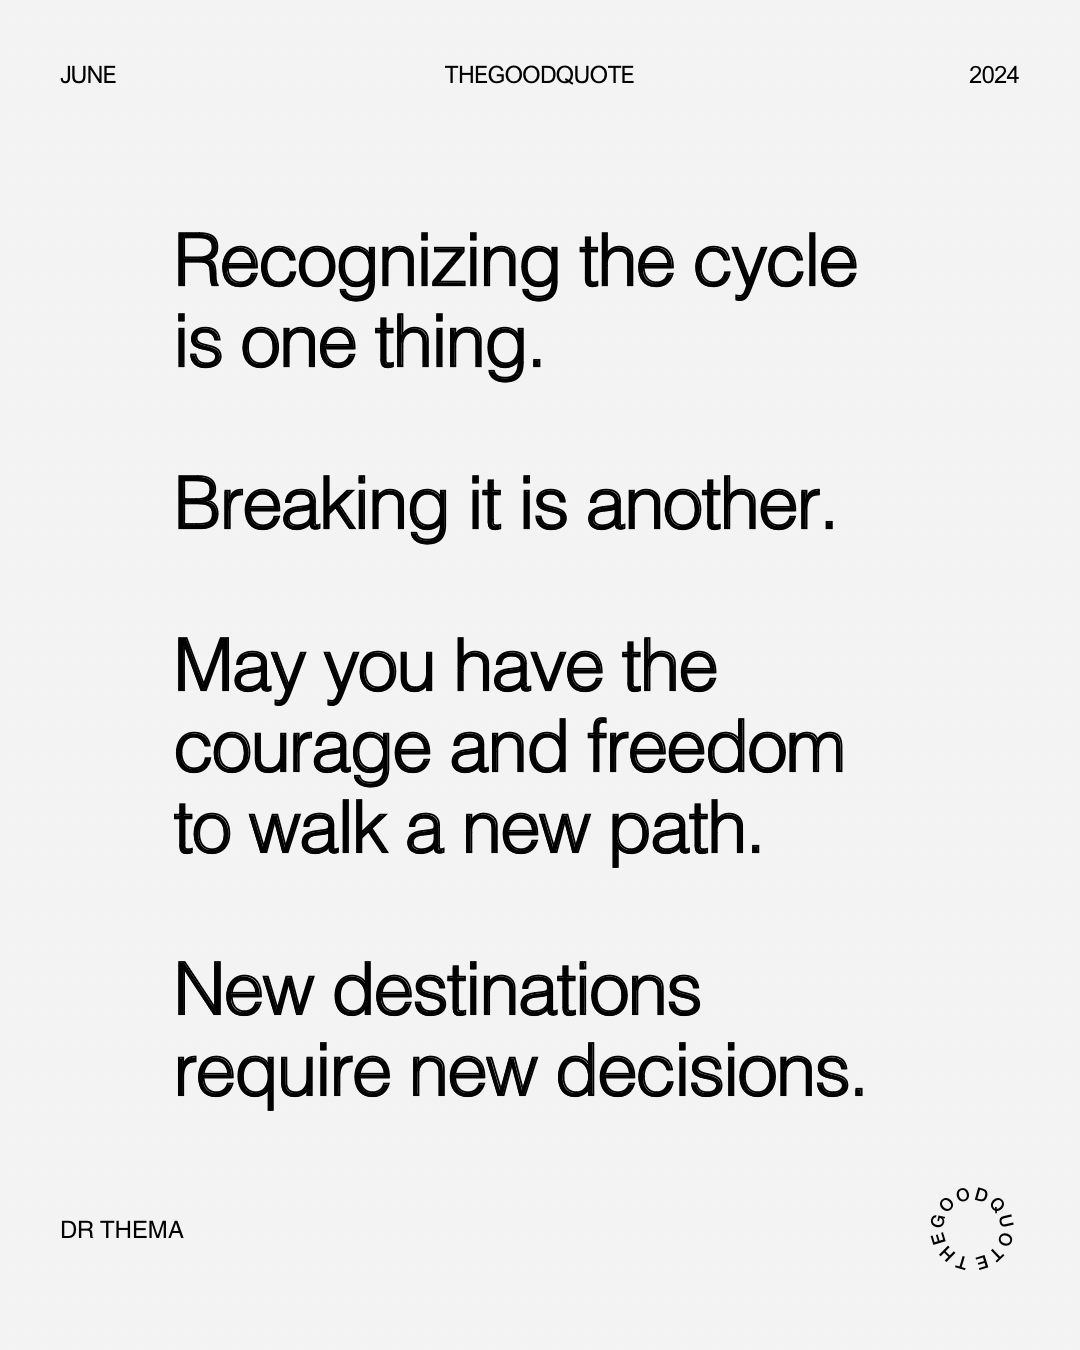 JUNE THEGOODQUOTE 2024
Recognizing the cycle
is one thing.
Breaking it is another.
May you have the
courage and freedom
to walk a new path.
New destinations
require new decisions.
DR THEMA
THEGOODQUOTE